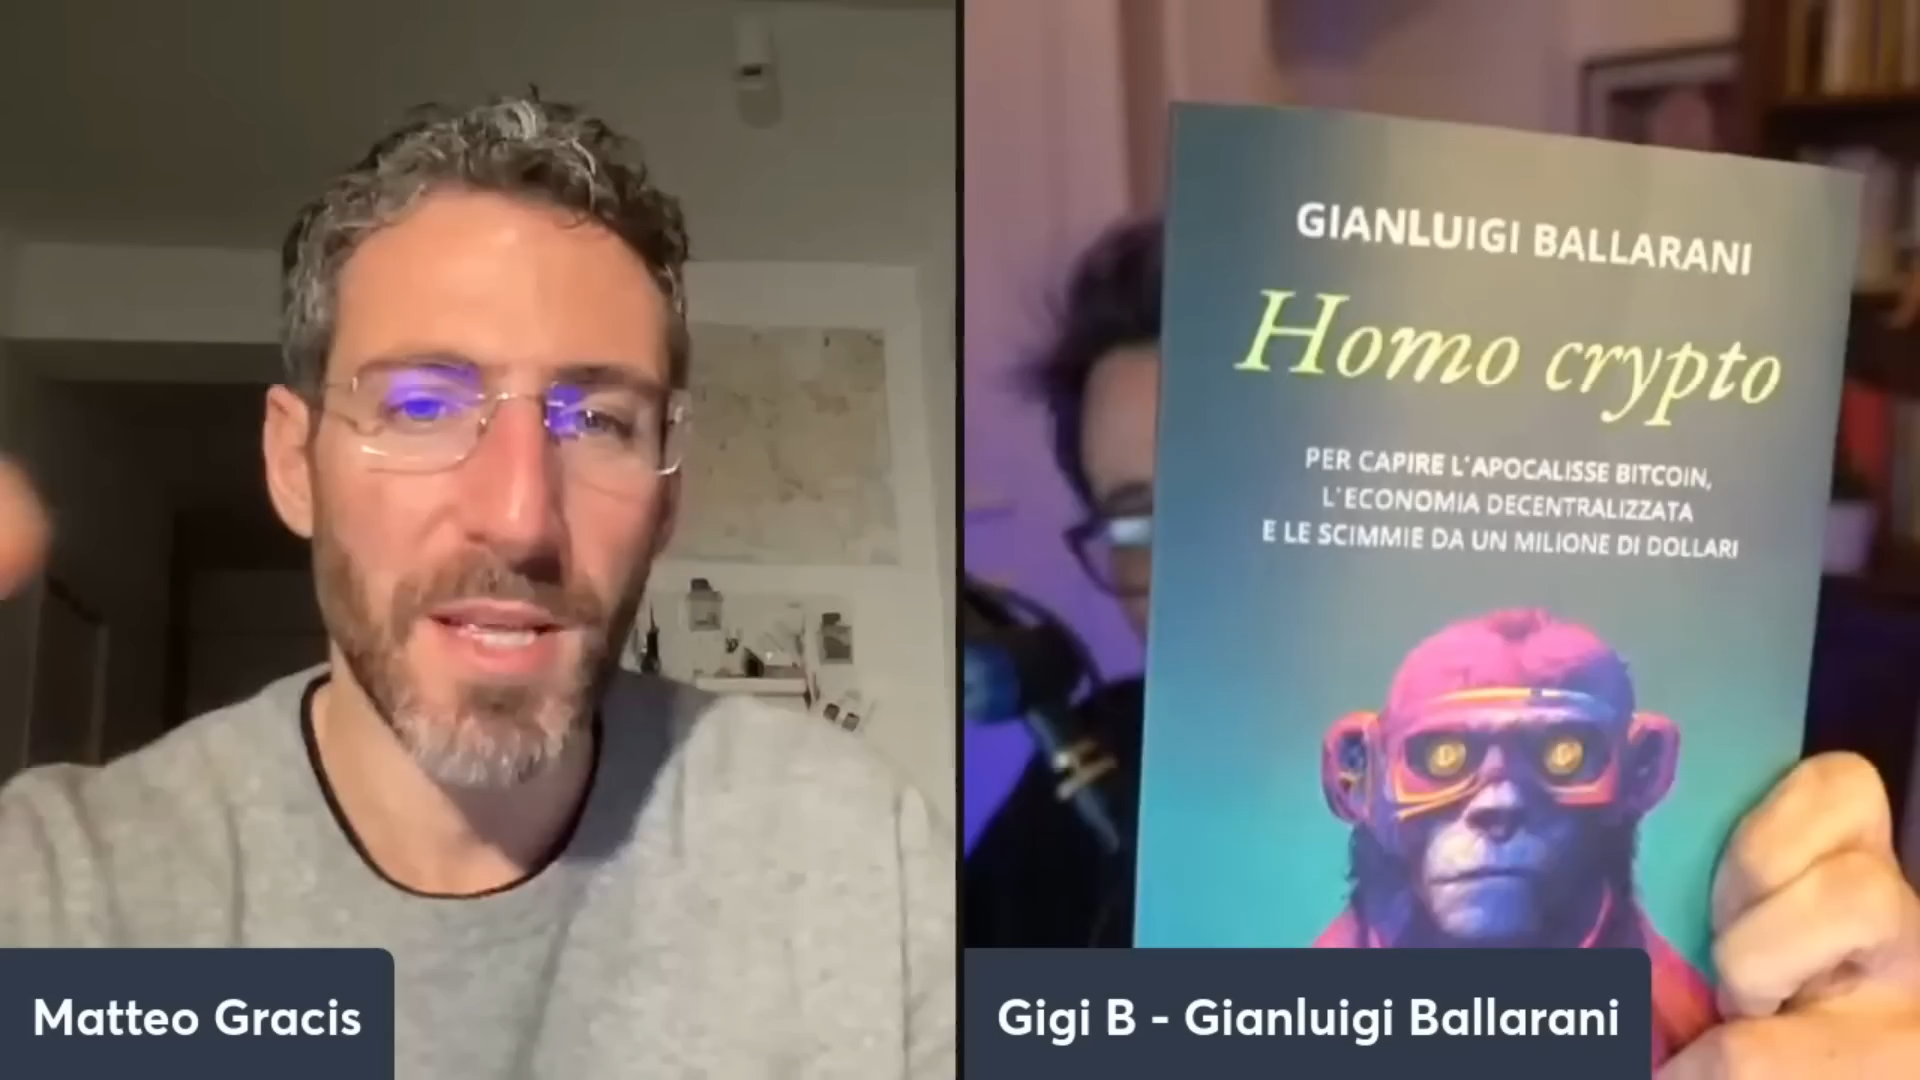 GIANLUIGI BALLARANI
Homo crypto
PER CAPIRE L'APOCALISSE BITCOIN,
L'ECONOMIA DECENTRALIZZATA
E LE SCIMMIE DA UN MILIONE DI DOLLARI
Matteo Gracis
Gigi B - Gianluigi Ballarani